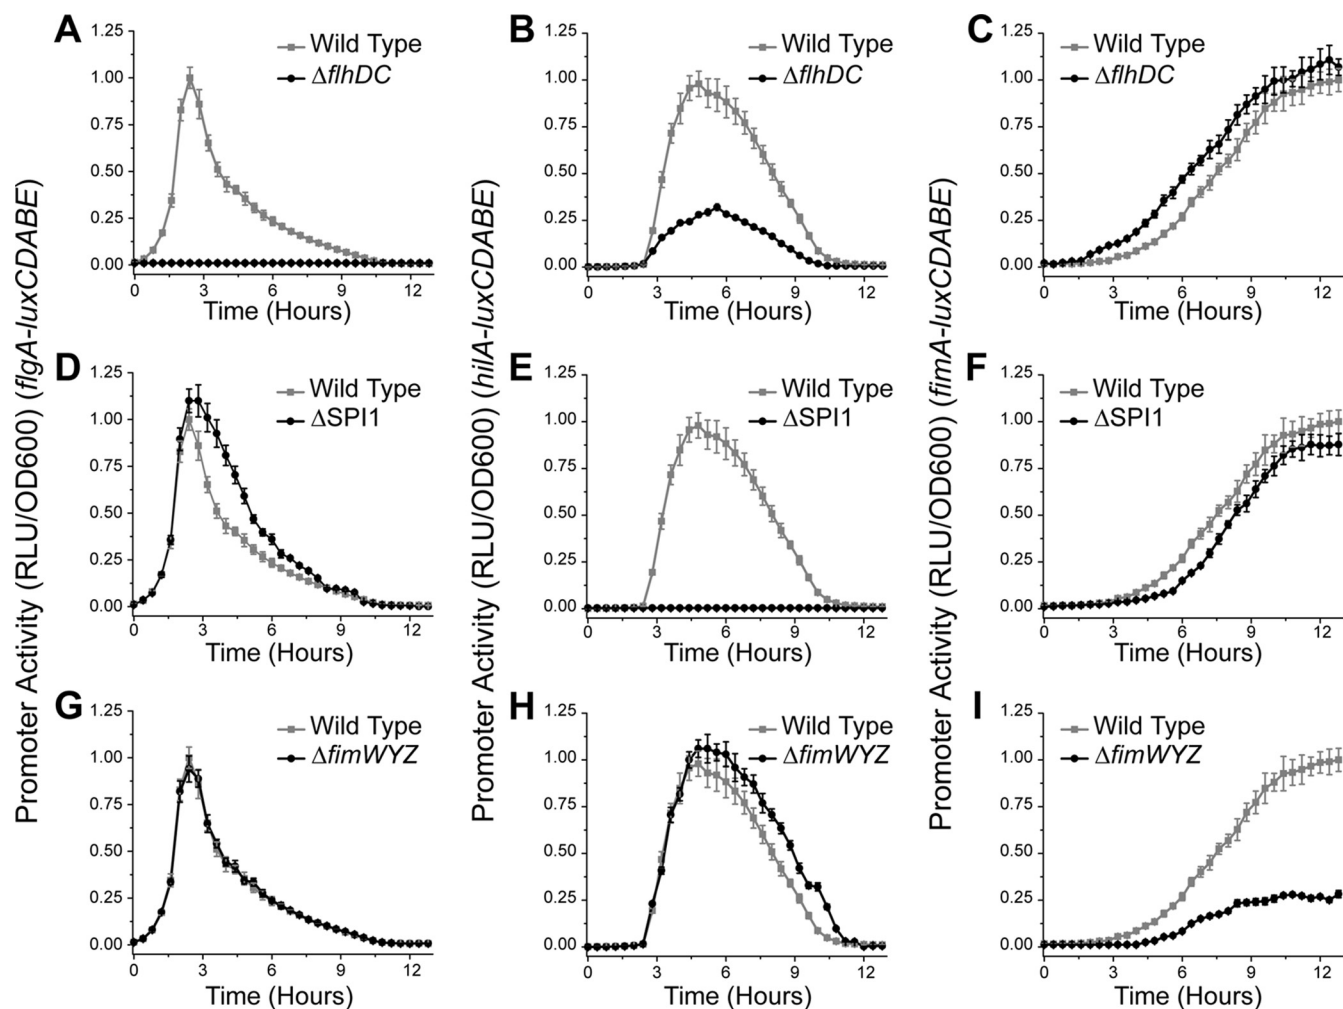 A
1.25
1.00
0.75
0.50
0.25
0.00
Wild Type
ΔflhDC
0 3 6 9 12
Time (Hours)
B
1.25
1.00
0.75
0.50
0.25
0.00
Wild Type
ΔflhDC
0 3 6 9 12
Time (Hours)
C
1.25
1.00
0.75
0.50
0.25
0.00
Wild Type
ΔflhDC
0 3 6 9 12
Time (Hours)
Promoter Activity (RLU/OD600) (flgA-luxCDABE)
Promoter Activity (RLU/OD600) (hilA-luxCDABE)
Promoter Activity (RLU/OD600) (fimA-luxCDABE)
D
1.25
1.00
0.75
0.50
0.25
0.00
Wild Type
ΔSPI1
0 3 6 9 12
Time (Hours)
E
1.25
1.00
0.75
0.50
0.25
0.00
Wild Type
ΔSPI1
0 3 6 9 12
Time (Hours)
F
1.25
1.00
0.75
0.50
0.25
0.00
Wild Type
ΔSPI1
0 3 6 9 12
Time (Hours)
G
1.25
1.00
0.75
0.50
0.25
0.00
Wild Type
ΔfimWYZ
0 3 6 9 12
Time (Hours)
H
1.25
1.00
0.75
0.50
0.25
0.00
Wild Type
ΔfimWYZ
0 3 6 9 12
Time (Hours)
I
1.25
1.00
0.75
0.50
0.25
0.00
Wild Type
ΔfimWYZ
0 3 6 9 12
Time (Hours)